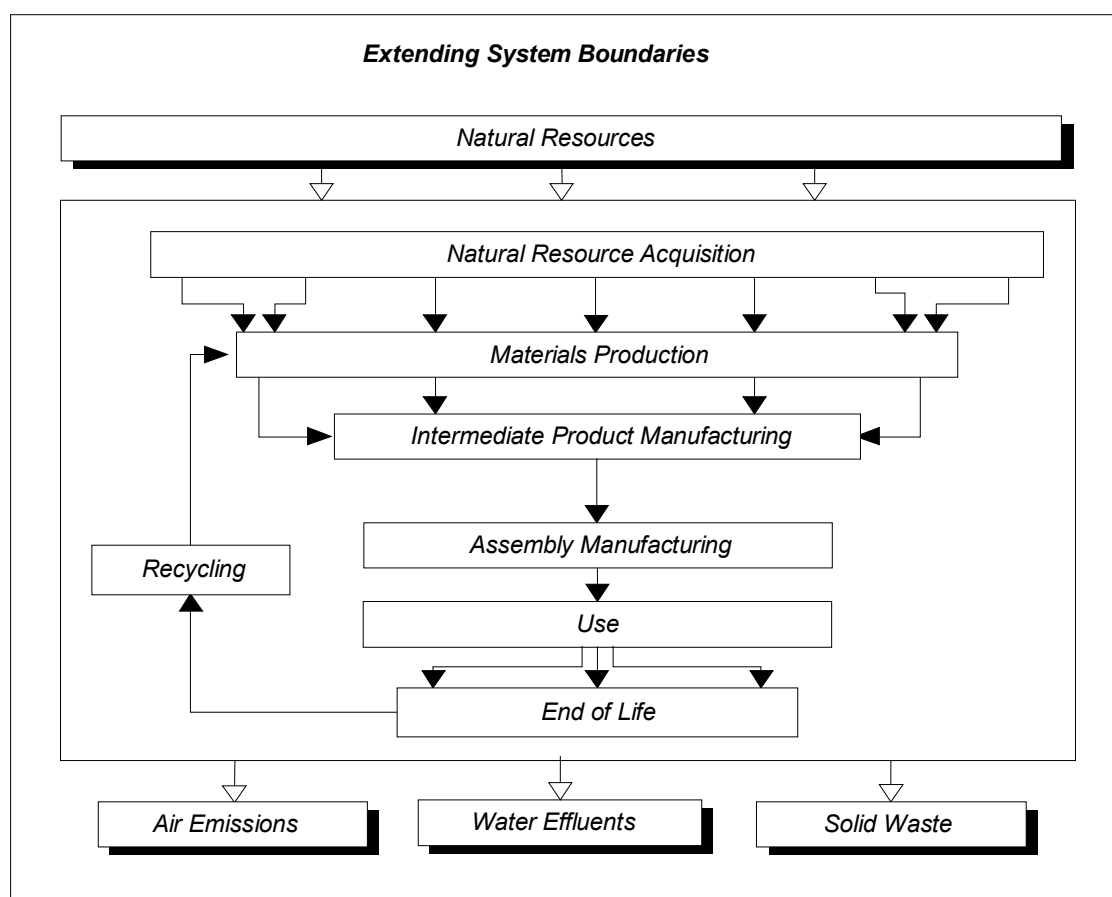 Extending System Boundaries
Natural Resources
Natural Resource Acquisition
Materials Production
Intermediate Product Manufacturing
Assembly Manufacturing
Recycling
Use
End of Life
Air Emissions
Water Effluents
Solid Waste